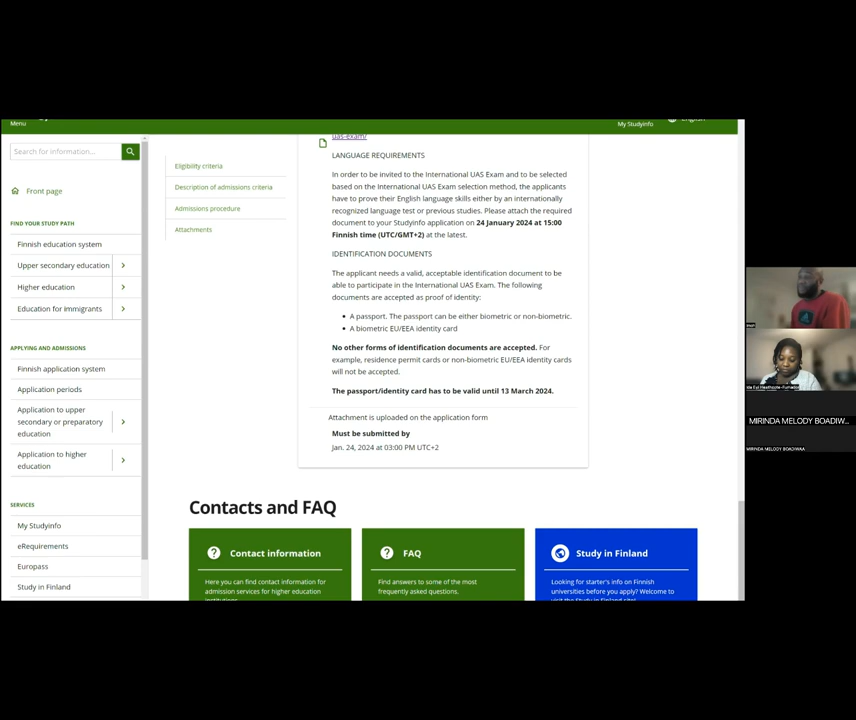 Menu
My Studyinfo
English
Search for information...
Front page
FIND YOUR STUDY PATH
Finnish education system
Upper secondary education
Higher education
Education for immigrants
APPLYING AND ADMISSIONS
Finnish application system
Application periods
Application to upper
secondary or preparatory
education
Application to higher
education
SERVICES
My Studyinfo
eRequirements
Europass
Study in Finland
Eligibility criteria
Description of admissions criteria
Admissions procedure
Attachments
uas-exam/
LANGUAGE REQUIREMENTS
In order to be invited to the International UAS Exam and to be selected
based on the International UAS Exam selection method, the applicants
have to prove their English language skills either by an internationally
recognized language test or previous studies. Please attach the required
document to your Studyinfo application on 24 January 2024 at 15:00
Finnish time (UTC/GMT+2) at the latest.
IDENTIFICATION DOCUMENTS
The applicant needs a valid, acceptable identification document to be
able to participate in the International UAS Exam. The following
documents are accepted as proof of identity:
• A passport. The passport can be either biometric or non-biometric.
• A biometric EU/EEA identity card
No other forms of identification documents are accepted. For
example, residence permit cards or non-biometric EU/EEA identity cards
will not be accepted.
The passport/identity card has to be valid until 13 March 2024.
Attachment is uploaded on the application form
Must be submitted by
Jan. 24, 2024 at 03:00 PM UTC+2
Contacts and FAQ
Contact information
Here you can find contact information for
admission services for higher education
institutions.
FAQ
Find answers to some of the most
frequently asked questions.
Study in Finland
Looking for starter's info on Finnish
universities before you apply? Welcome to
visit the Study in Finland site!
MIRINDA MELODY BOADIW...
MIRINDA MELODY BOADIWAA